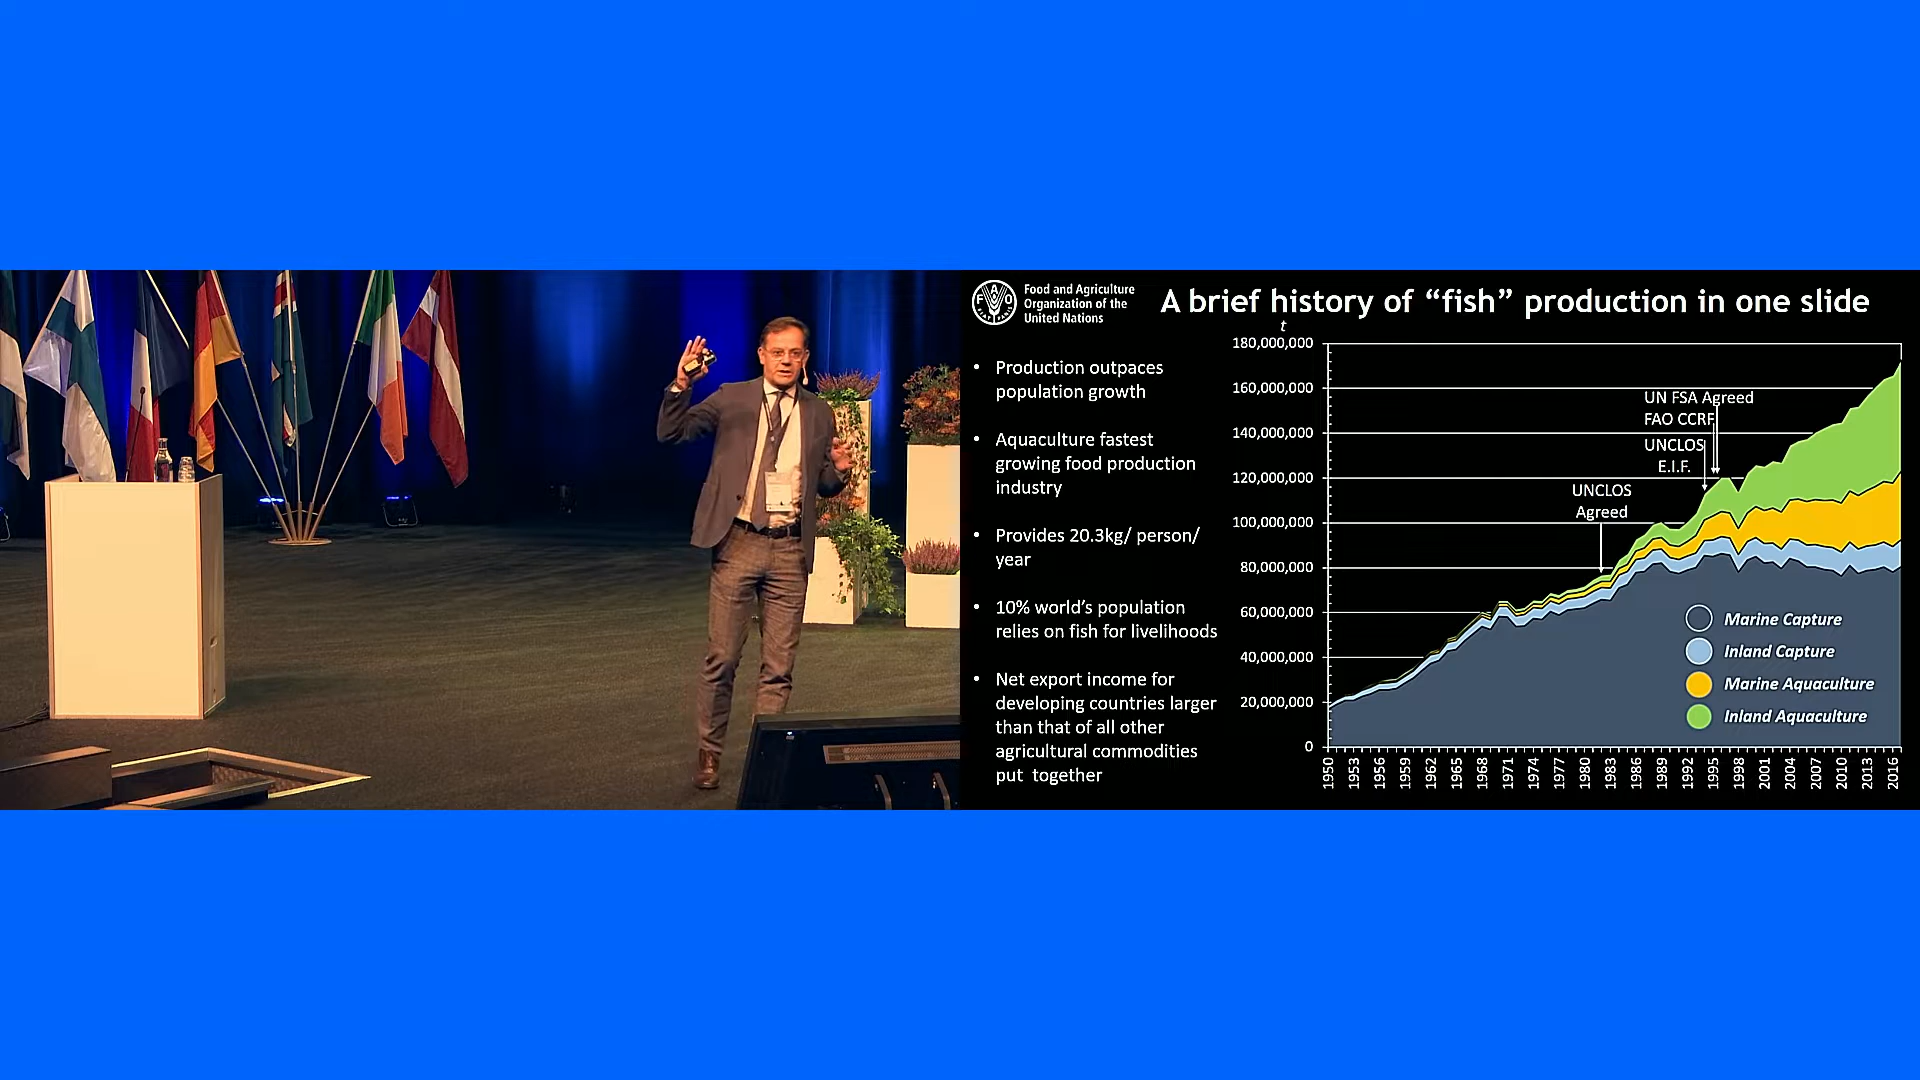 Food and Agriculture
Organization of the
United Nations
A brief history of “fish” production in one slide
• Production outpaces
population growth
• Aquaculture fastest
growing food production
industry
• Provides 20.3kg/ person/
year
• 10% world’s population
relies on fish for livelihoods
• Net export income for
developing countries larger
than that of all other
agricultural commodities
put together
t
180,000,000
160,000,000
140,000,000
120,000,000
100,000,000
80,000,000
60,000,000
40,000,000
20,000,000
0
UN FSA Agreed
FAO CCRF
UNCLOS
E.I.F.
UNCLOS
Agreed
Marine Capture
Inland Capture
Marine Aquaculture
Inland Aquaculture
1950
1953
1956
1959
1962
1965
1968
1971
1974
1977
1980
1983
1986
1989
1992
1995
1998
2001
2004
2007
2010
2013
2016